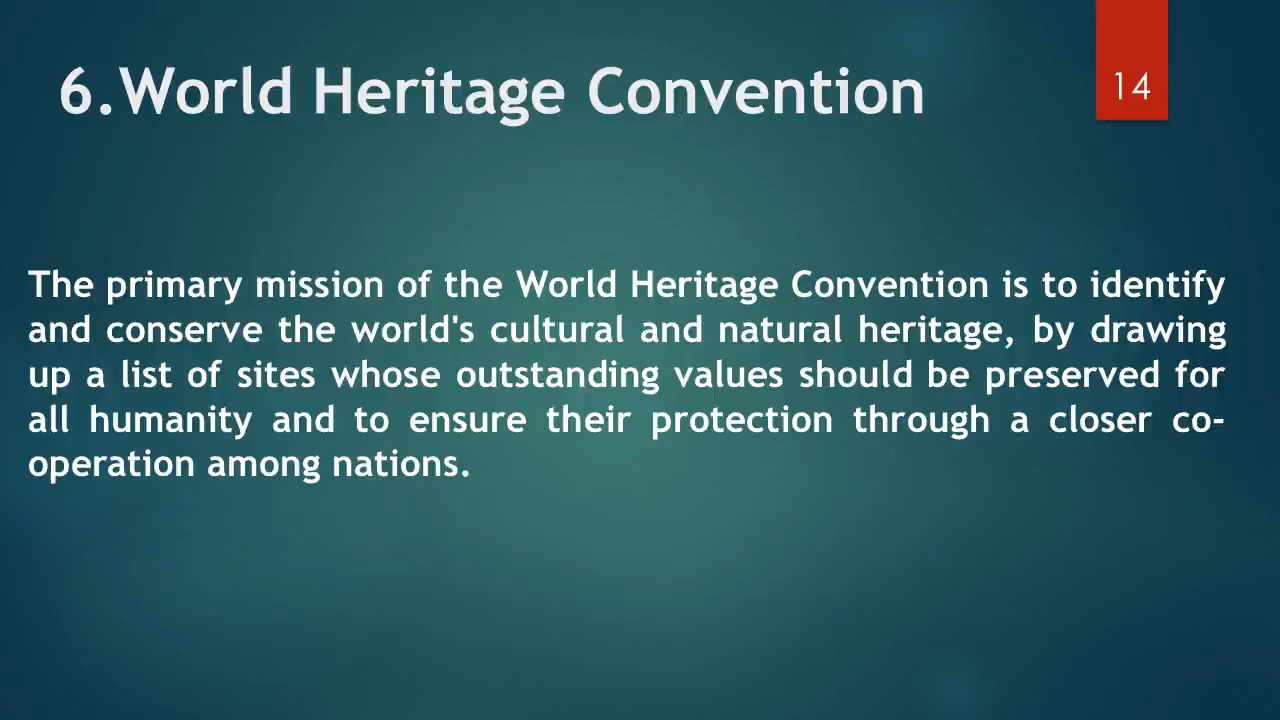 6.World Heritage Convention
14
The primary mission of the World Heritage Convention is to identify
and conserve the world's cultural and natural heritage, by drawing
up a list of sites whose outstanding values should be preserved for
all humanity and to ensure their protection through a closer co-
operation among nations.